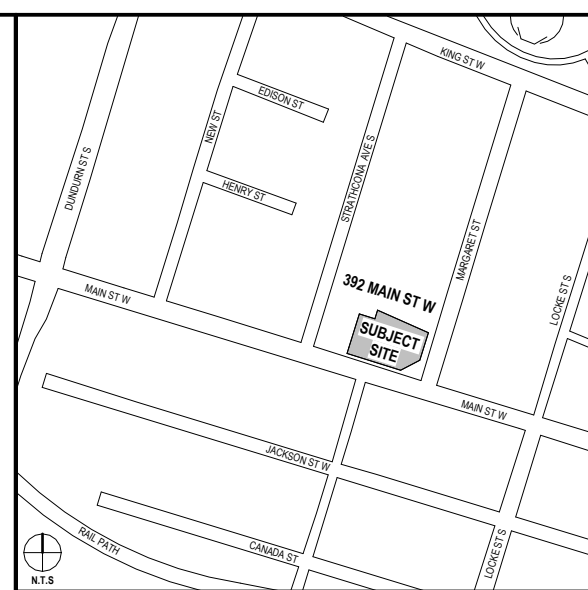 KING ST W
EDISON ST
NEW ST
STRATHCONA AVE S
DUNDURN ST S
HENRY ST
MARGARET ST
392 MAIN ST W
MAIN ST W
LOCKE ST S
SUBJECT
SITE
MAIN ST W
JACKSON ST W
RAIL PATH
CANADA ST
LOCKE ST S
N.T.S